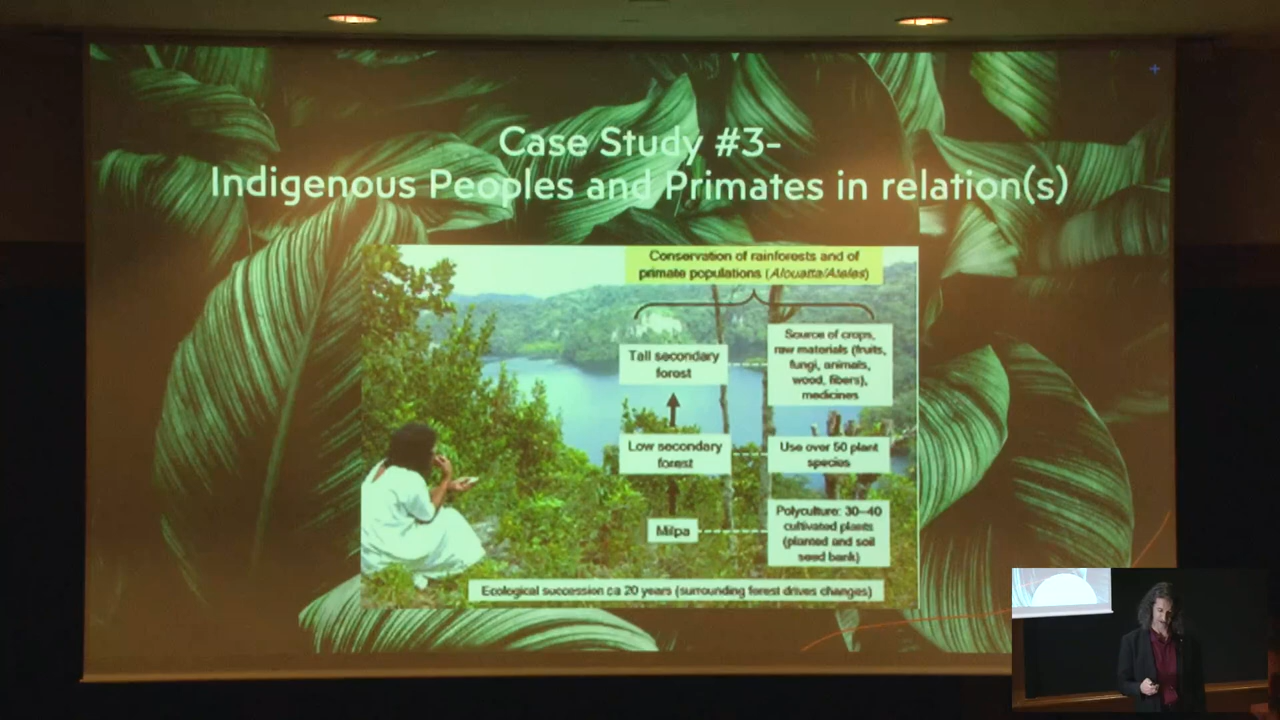 Case Study #3-
Indigenous Peoples and Primates in relation(s)
Conservation of rainforests and of
primate populations (Alouatta/Ateles)
Tall secondary
forest
Source of crops,
raw materials (fruits,
fungi, animals,
wood, fibers),
medicines
Low secondary
forest
Use over 50 plant
species
Milpa
Polyculture: 30–40
cultivated plants
(planted and soil
seed bank)
Ecological succession ca 20 years (surrounding forest drives changes)